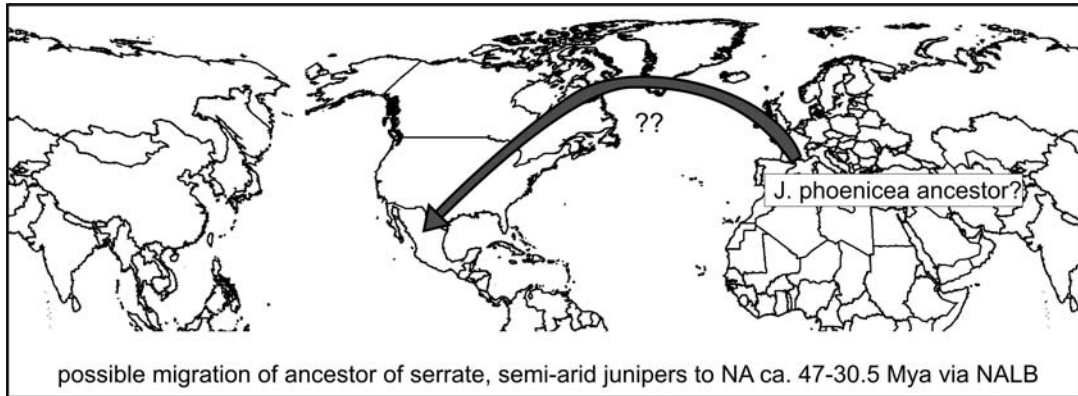 ??
J. phoenicea ancestor?
possible migration of ancestor of serrate, semi-arid junipers to NA ca. 47-30.5 Mya via NALB